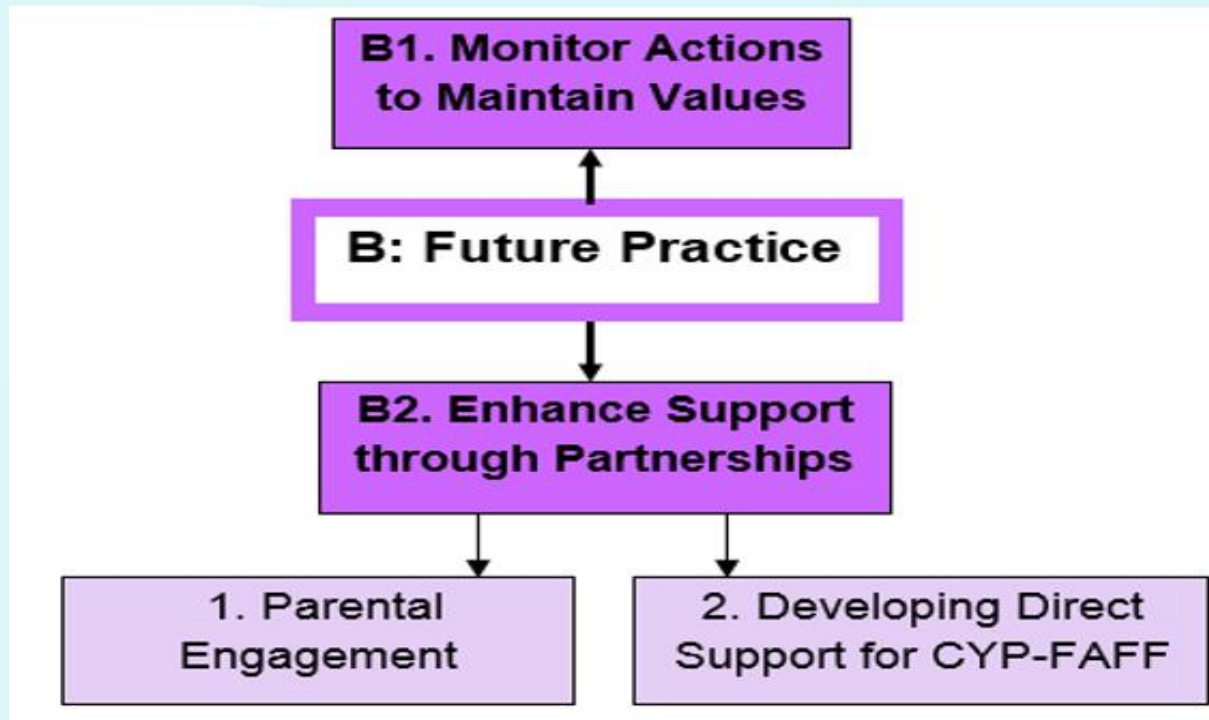 B1. Monitor Actions
to Maintain Values
B: Future Practice
B2. Enhance Support
through Partnerships
1. Parental
Engagement
2. Developing Direct
Support for CYP-FAFF